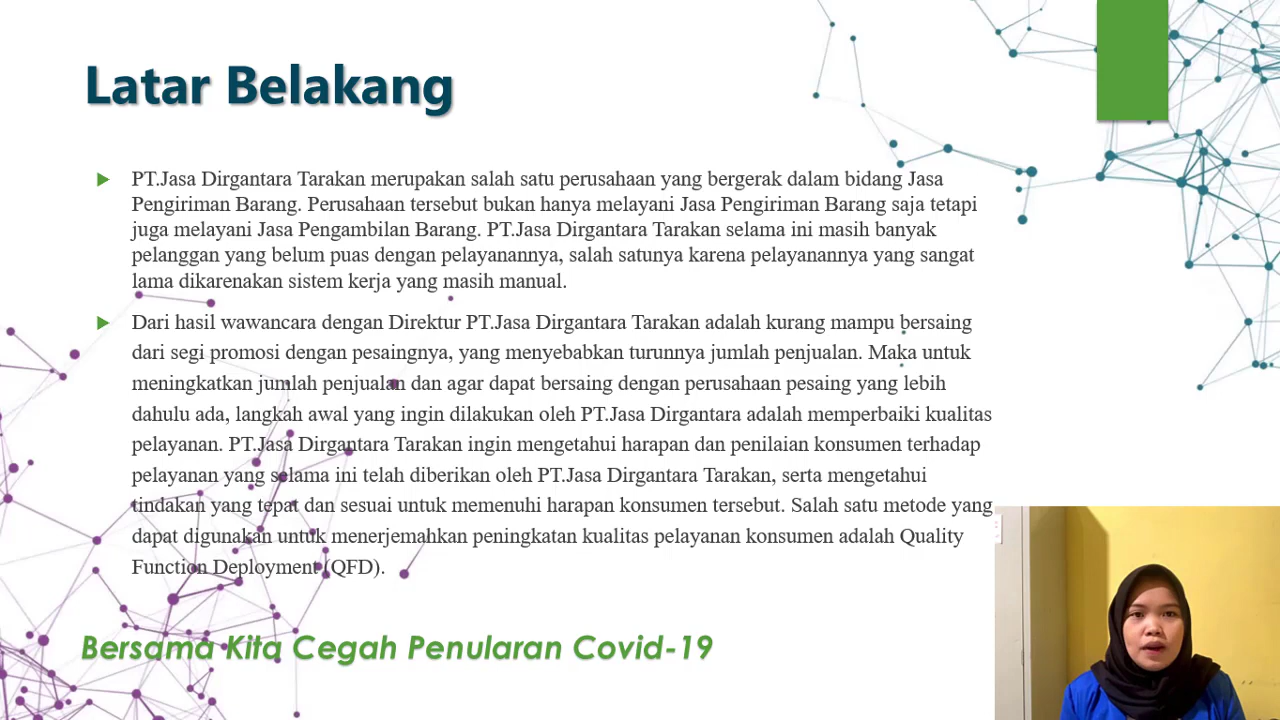 Latar Belakang
PT.Jasa Dirgantara Tarakan merupakan salah satu perusahaan yang bergerak dalam bidang Jasa
Pengiriman Barang. Perusahaan tersebut bukan hanya melayani Jasa Pengiriman Barang saja tetapi
juga melayani Jasa Pengambilan Barang. PT.Jasa Dirgantara Tarakan selama ini masih banyak
pelanggan yang belum puas dengan pelayanannya, salah satunya karena pelayanannya yang sangat
lama dikarenakan sistem kerja yang masih manual.
Dari hasil wawancara dengan Direktur PT.Jasa Dirgantara Tarakan adalah kurang mampu bersaing
dari segi promosi dengan pesaingnya, yang menyebabkan turunnya jumlah penjualan. Maka untuk
meningkatkan jumlah penjualan dan agar dapat bersaing dengan perusahaan pesaing yang lebih
dahulu ada, langkah awal yang ingin dilakukan oleh PT.Jasa Dirgantara adalah memperbaiki kualitas
pelayanan. PT.Jasa Dirgantara Tarakan ingin mengetahui harapan dan penilaian konsumen terhadap
pelayanan yang selama ini telah diberikan oleh PT.Jasa Dirgantara Tarakan, serta mengetahui
tindakan yang tepat dan sesuai untuk memenuhi harapan konsumen tersebut. Salah satu metode yang
dapat digunakan untuk menerjemahkan peningkatan kualitas pelayanan konsumen adalah Quality
Function Deployment (QFD).
Bersama Kita Cegah Penularan Covid-19